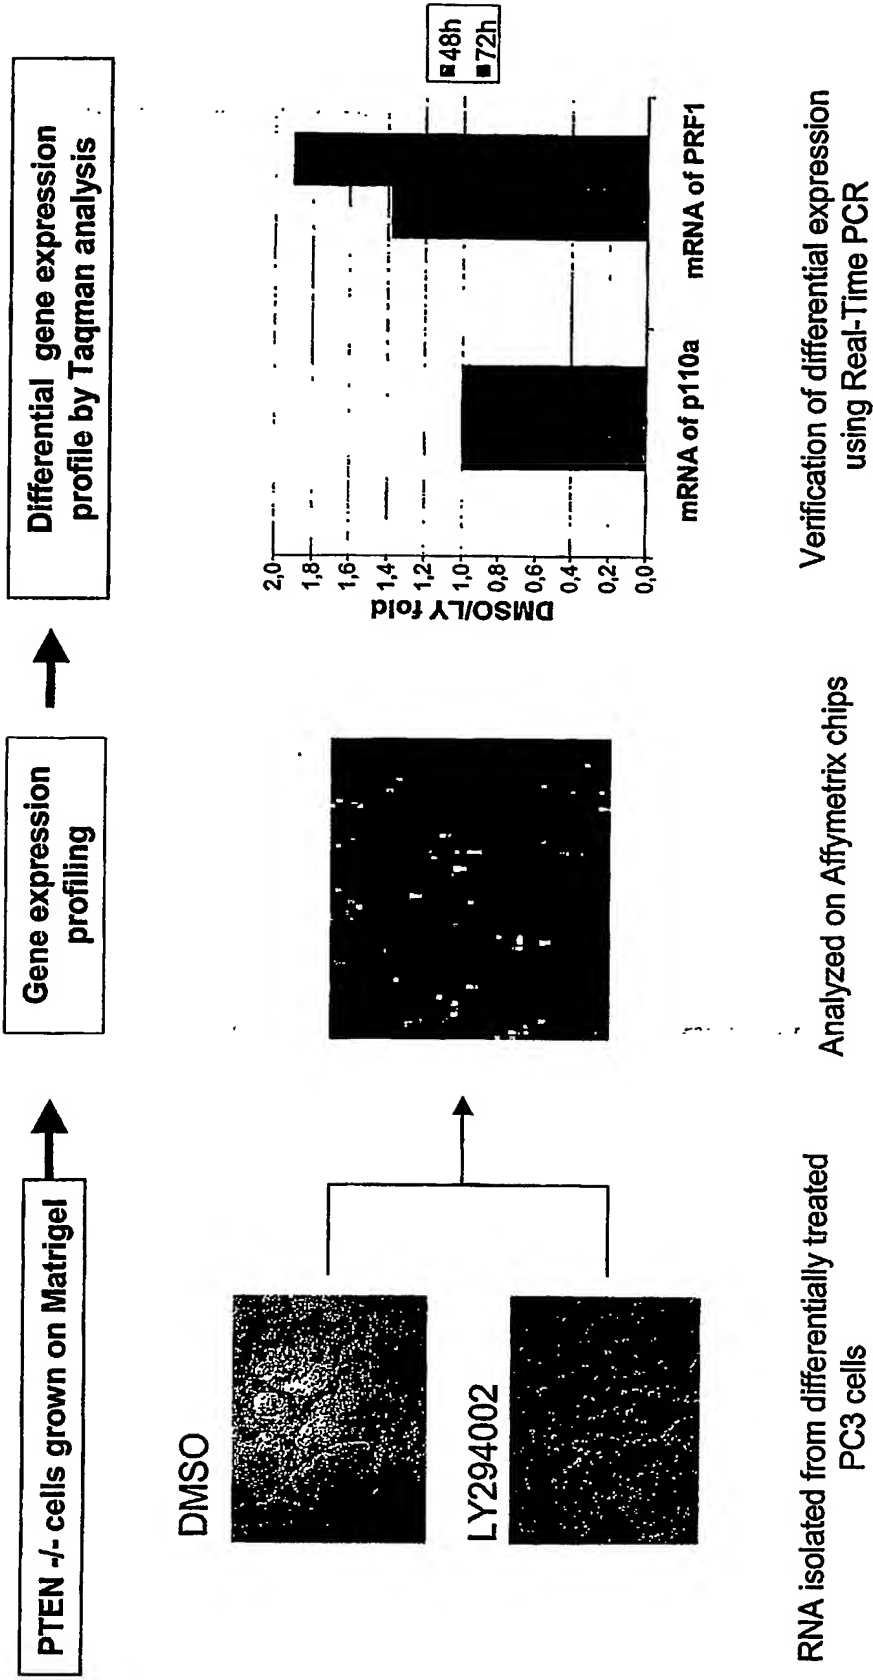 PTEN -/- cells grown on Matrigel
Gene expression
profiling
Differential gene expression
profile by Taqman analysis
DMSO
LY294002
DMSO/LY fold
2,0
1,8
1,6
1,4
1,2
1,0
0,8
0,6
0,4
0,2
0,0
mRNA of p110a
mRNA of PRF1
48h
72h
RNA isolated from differentially treated
PC3 cells
Analyzed on Affymetrix chips
Verification of differential expression
using Real-Time PCR